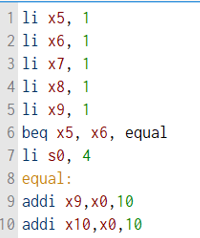 1 li x5, 1
2 li x6, 1
3 li x7, 1
4 li x8, 1
5 li x9, 1
6 beq x5, x6, equal
7 li s0, 4
8 equal:
9 addi x9,x0,10
10 addi x10,x0,10